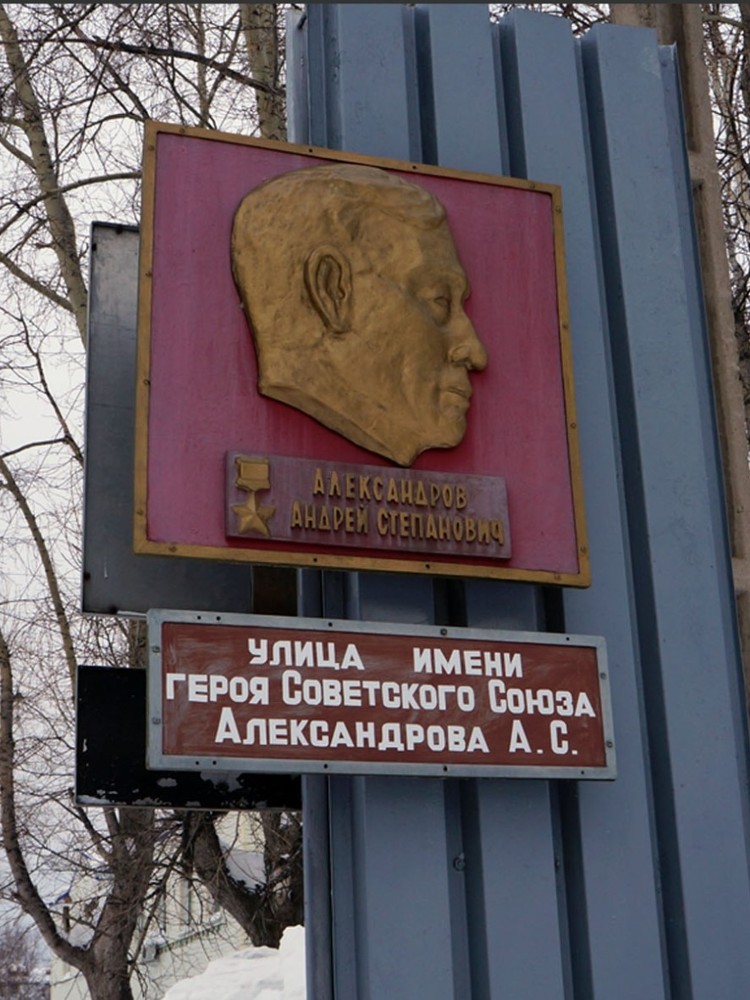 АЛЕКСАНДРОВ
АНДРЕЙ СТЕПАНОВИЧ
УЛИЦА ИМЕНИ
ГЕРОЯ СОВЕТСКОГО СОЮЗА
АЛЕКСАНДРОВА А.С.